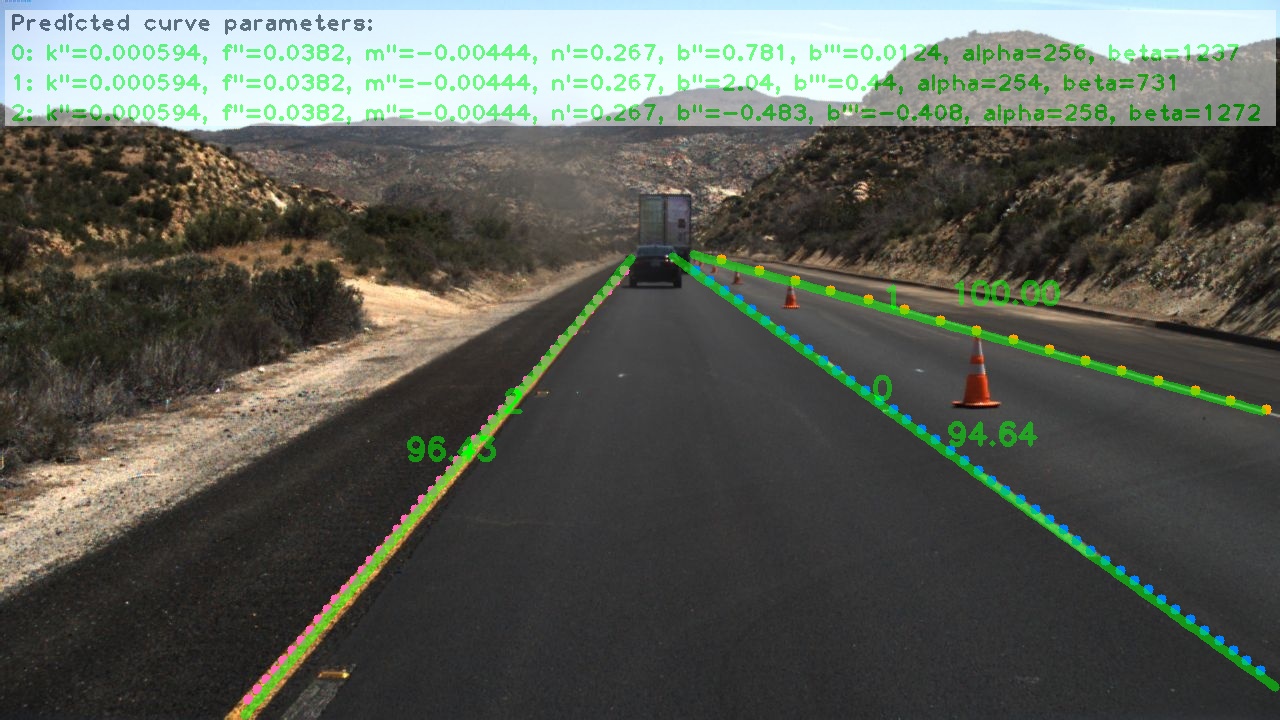 Predicted curve parameters:
0: k''=0.000594, f''=0.0382, m''=-0.00444, n'=0.267, b''=0.781, b'''=0.0124, alpha=256, beta=1237
1: k''=0.000594, f''=0.0382, m''=-0.00444, n'=0.267, b''=2.04, b'''=0.44, alpha=254, beta=731
2: k''=0.000594, f''=0.0382, m''=-0.00444, n'=0.267, b''=-0.483, b'''=-0.408, alpha=258, beta=1272
1 100.00
0
94.64
2